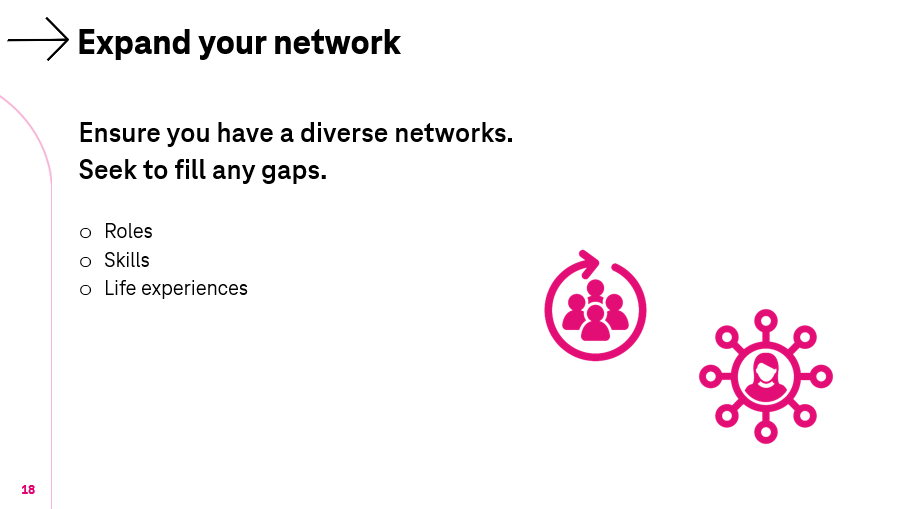 Expand your network
Ensure you have a diverse networks.
Seek to fill any gaps.
o Roles
o Skills
o Life experiences
18